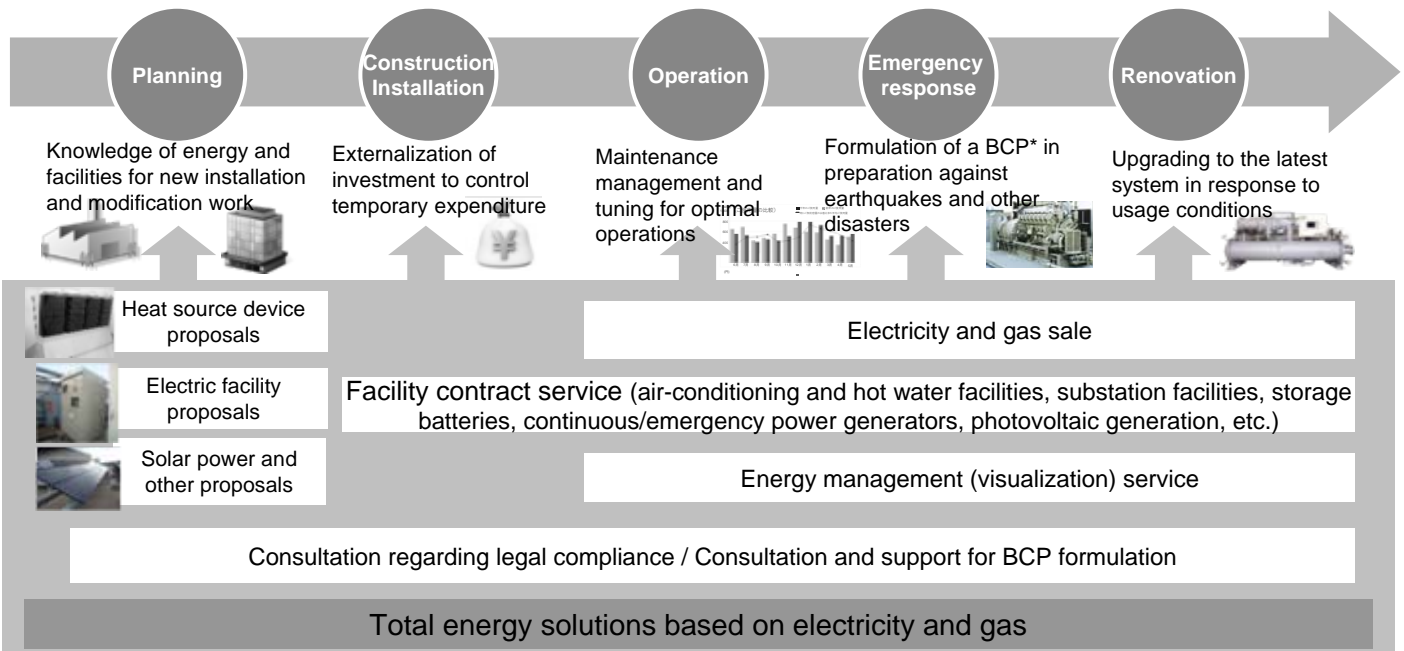 Planning
Construction
Installation
Operation
Emergency
response
Renovation
Knowledge of energy and
facilities for new installation
and modification work
Externalization of
investment to control
temporary expenditure
Maintenance
management and
tuning for optimal
operations
Formulation of a BCP* in
preparation against
earthquakes and other
disasters
Upgrading to the latest
system in response to
usage conditions
¥
Heat source device
proposals
Electricity and gas sale
Electric facility
proposals
Facility contract service (air-conditioning and hot water facilities, substation facilities, storage
batteries, continuous/emergency power generators, photovoltaic generation, etc.)
Solar power and
other proposals
Energy management (visualization) service
Consultation regarding legal compliance / Consultation and support for BCP formulation
Total energy solutions based on electricity and gas